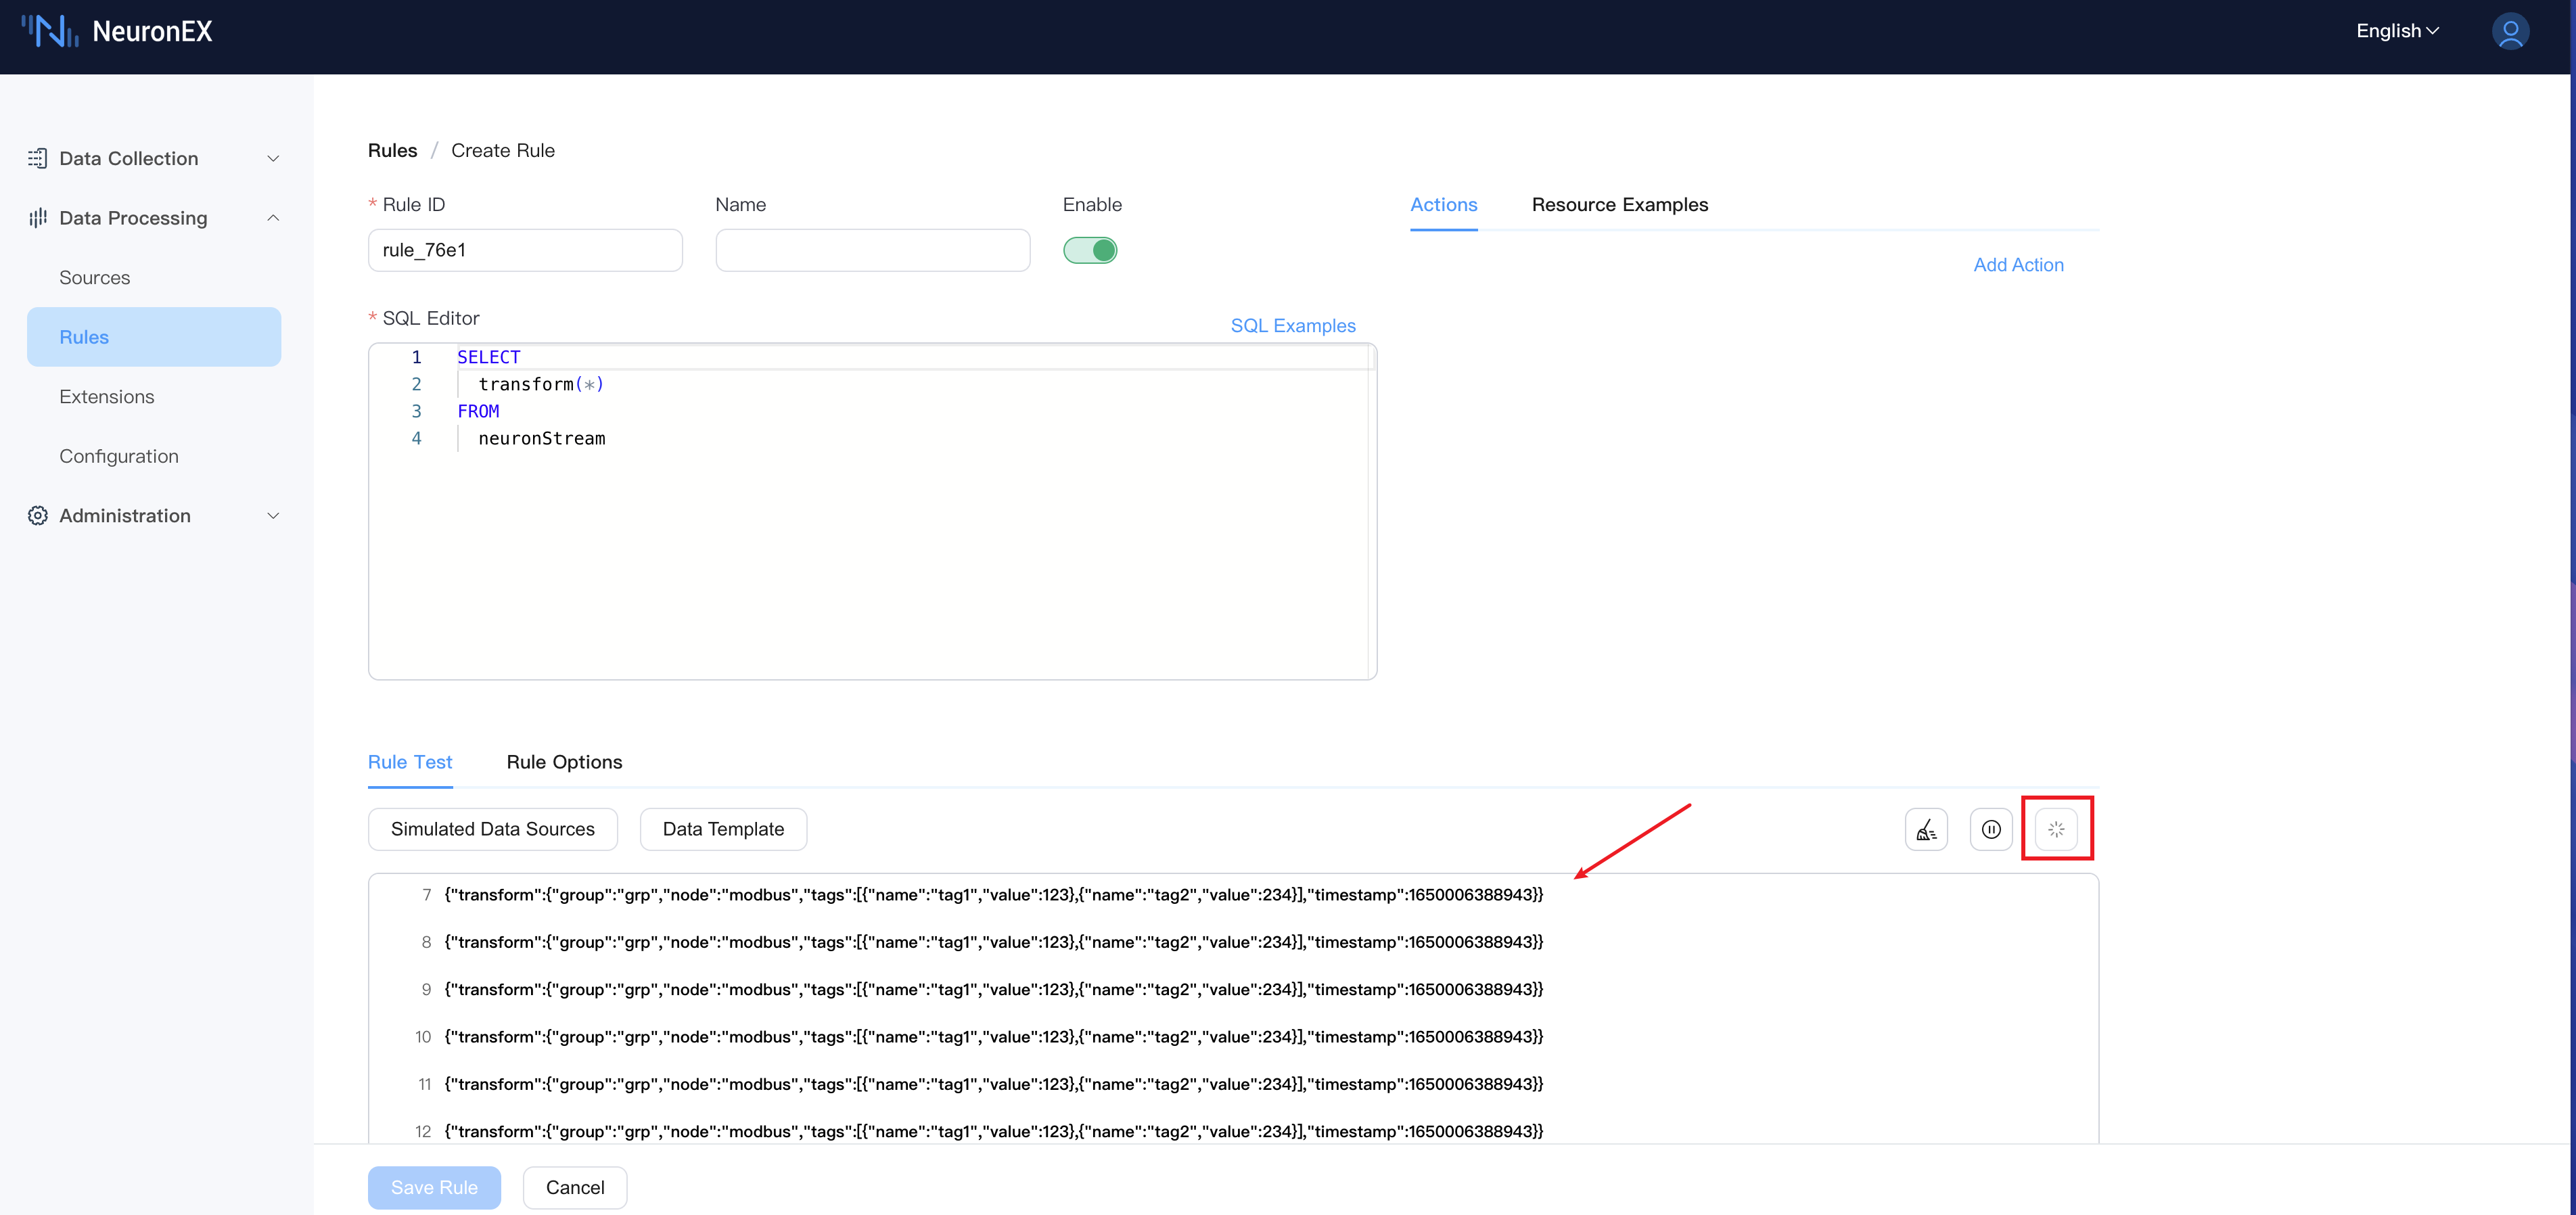 NeuronEX
English
Data Collection
Data Processing
Sources
Rules
Extensions
Configuration
Administration
Rules / Create Rule
* Rule ID
Name
Enable
rule_76e1
Actions
Resource Examples
Add Action
* SQL Editor
SQL Examples
1 SELECT
2 transform(*)
3 FROM
4 neuronStream
Rule Test
Rule Options
Simulated Data Sources
Data Template
7 {"transform":{"group":"grp","node":"modbus","tags":[{"name":"tag1","value":123},{"name":"tag2","value":234}],"timestamp":1650006388943}}
8 {"transform":{"group":"grp","node":"modbus","tags":[{"name":"tag1","value":123},{"name":"tag2","value":234}],"timestamp":1650006388943}}
9 {"transform":{"group":"grp","node":"modbus","tags":[{"name":"tag1","value":123},{"name":"tag2","value":234}],"timestamp":1650006388943}}
10 {"transform":{"group":"grp","node":"modbus","tags":[{"name":"tag1","value":123},{"name":"tag2","value":234}],"timestamp":1650006388943}}
11 {"transform":{"group":"grp","node":"modbus","tags":[{"name":"tag1","value":123},{"name":"tag2","value":234}],"timestamp":1650006388943}}
12 {"transform":{"group":"grp","node":"modbus","tags":[{"name":"tag1","value":123},{"name":"tag2","value":234}],"timestamp":1650006388943}}
Save Rule
Cancel